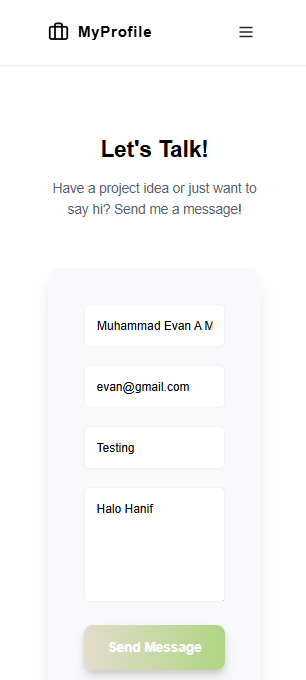 MyProfile
Let's Talk!
Have a project idea or just want to
say hi? Send me a message!
Muhammad Evan A M
evan@gmail.com
Testing
Halo Hanif
Send Message